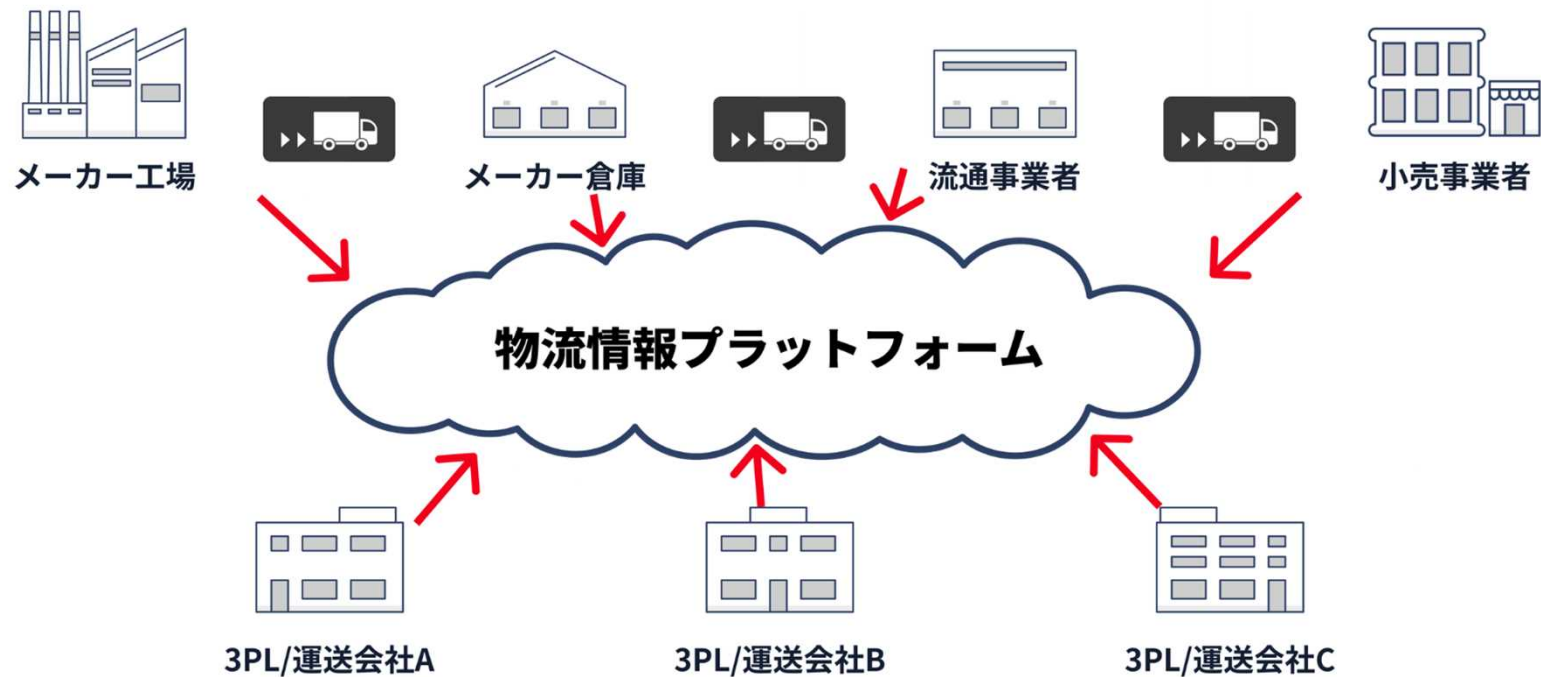 メーカー工場
メーカー倉庫
流通事業者
小売事業者
物流情報プラットフォーム
3PL/運送会社A
3PL/運送会社B
3PL/運送会社C